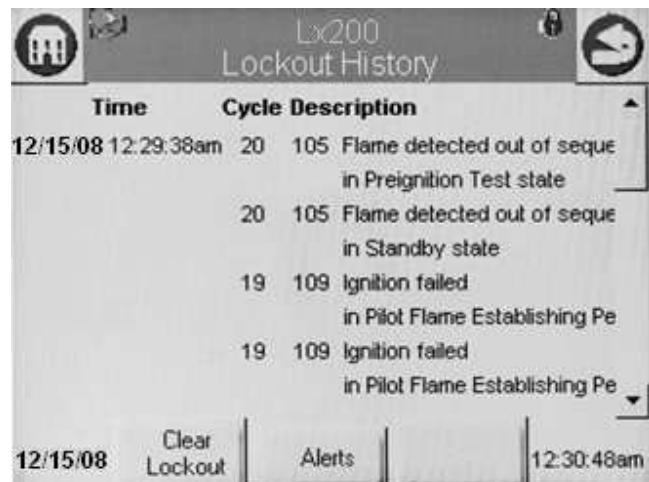 Lx200
Lockout History
Time Cycle Description
12/15/08 12:29:38am 20 105 Flame detected out of seque
in Preignition Test state
20 105 Flame detected out of seque
in Standby state
19 109 Ignition failed
in Pilot Flame Establishing Pe
19 109 Ignition failed
in Pilot Flame Establishing Pe
12/15/08 Clear Lockout Alerts 12:30:48am